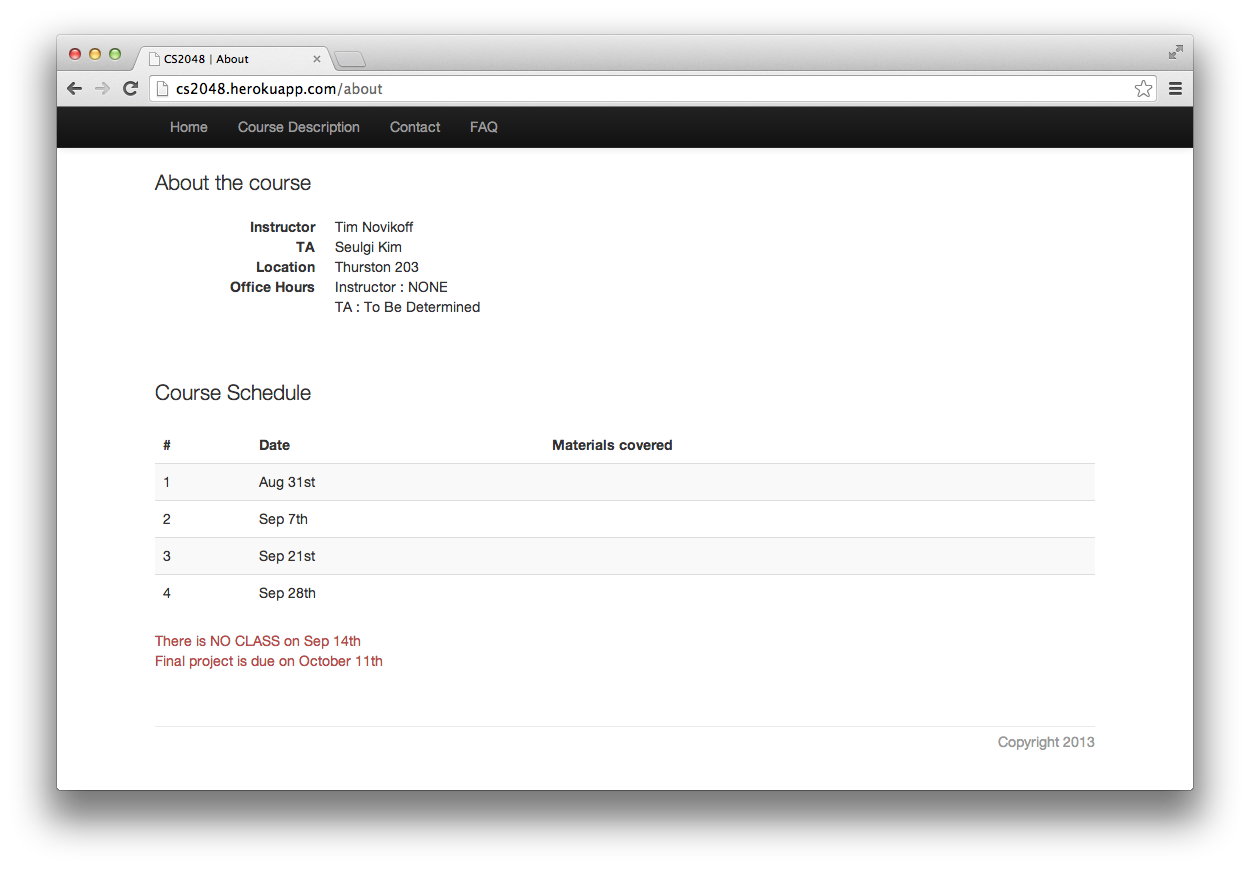 CS2048 | About
cs2048.herokuapp.com/about
Home Course Description Contact FAQ
About the course
Instructor Tim Novikoff
TA Seulgi Kim
Location Thurston 203
Office Hours Instructor : NONE
TA : To Be Determined
Course Schedule
# Date Materials covered
1 Aug 31st
2 Sep 7th
3 Sep 21st
4 Sep 28th
There is NO CLASS on Sep 14th
Final project is due on October 11th
Copyright 2013